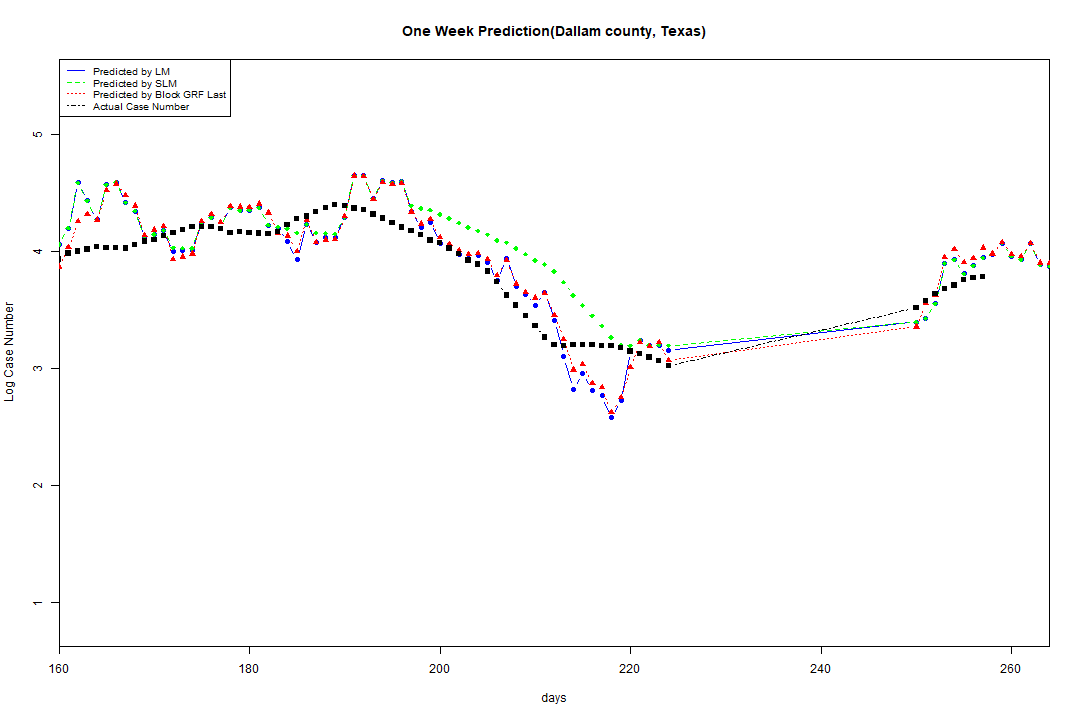 One Week Prediction(Dallam county, Texas)
Predicted by LM
Predicted by SLM
Predicted by Block GRF Last
Actual Case Number
5
4
3
2
1
Log Case Number
160 180 200 220 240 260
days